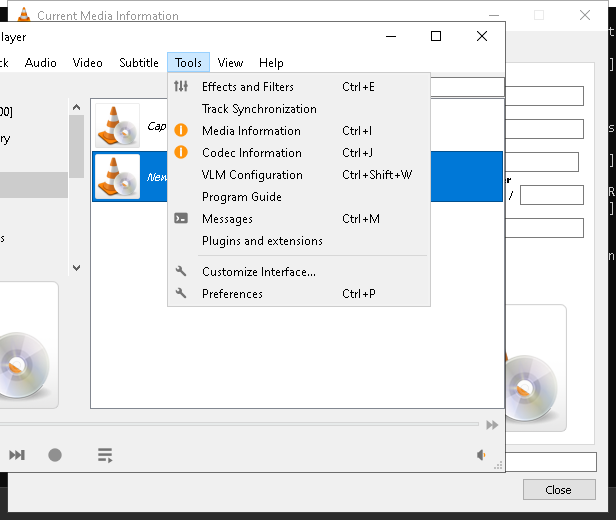 Current Media Information
layer
ck Audio Video Subtitle Tools View Help
Effects and Filters Ctrl+E
Track Synchronization
Media Information Ctrl+I
Codec Information Ctrl+J
VLM Configuration Ctrl+Shift+W
Program Guide
Messages Ctrl+M
Plugins and extensions
Customize Interface...
Preferences Ctrl+P
00]
ry
s
Cap
New
r
/
t
]
s
]
R
]
n
Close